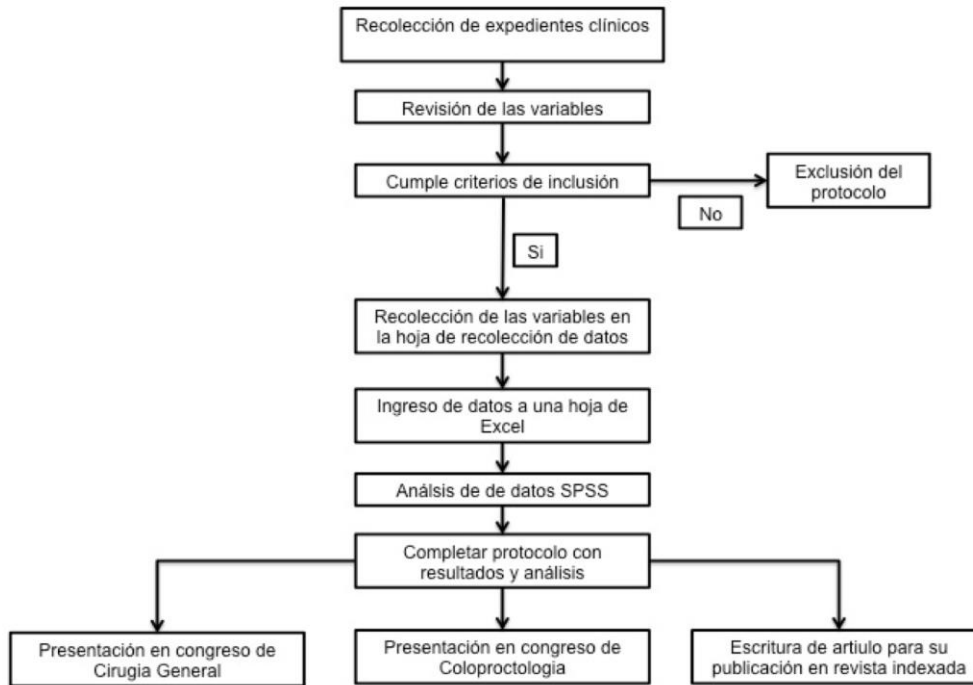 Recolección de expedientes clínicos
Revisión de las variables
Cumple criterios de inclusión
Exclusión del
protocolo
No
Si
Recolección de las variables en
la hoja de recolección de datos
Ingreso de datos a una hoja de
Excel
Análsis de de datos SPSS
Completar protocolo con
resultados y análisis
Presentación en congreso de
Cirugia General
Presentación en congreso de
Coloproctologia
Escritura de artiulo para su
publicación en revista indexada